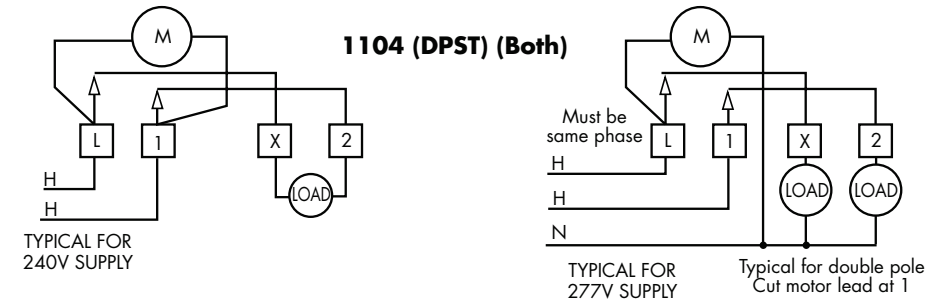 1104 (DPST) (Both)
M
L
1
X
2
LOAD
H
H
TYPICAL FOR
240V SUPPLY
M
Must be
same phase
L
1
X
2
LOAD
LOAD
H
H
N
TYPICAL FOR
277V SUPPLY
Typical for double pole
Cut motor lead at 1